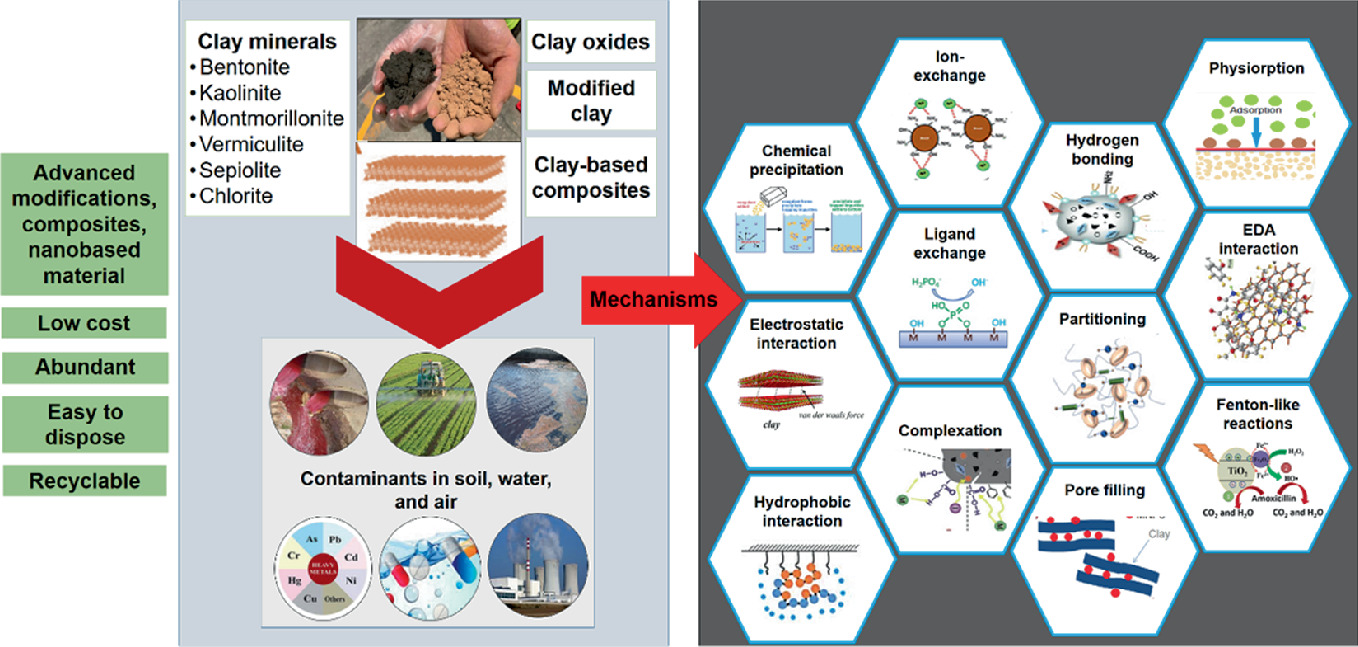 Advanced
modifications,
composites,
nanobased
material
Low cost
Abundant
Easy to
dispose
Recyclable
Clay minerals
• Bentonite
• Kaolinite
• Montmorillonite
• Vermiculite
• Sepiolite
• Chlorite
Clay oxides
Modified
clay
Clay-based
composites
Contaminants in soil, water,
and air
As
Pb
Cr
Cd
HEAVY
METALS
Hg
Ni
Cu
Others
Mechanisms
Chemical
precipitation
Electrostatic
interaction
van der waals force
clay
Hydrophobic
interaction
Ion-
exchange
Ligand
exchange
H₂PO₄⁻
OH⁻
HO
O
P
OH
O
O
OH
M
M
M
M
Complexation
Hydrogen
bonding
NH₂
OH
COOH
Partitioning
Pore filling
Clay
Physiorption
Adsorption
EDA
interaction
Fenton-like
reactions
TiO₂
H₂O₂
HO•
Amoxicillin
CO₂ and H₂O
CO₂ and H₂O